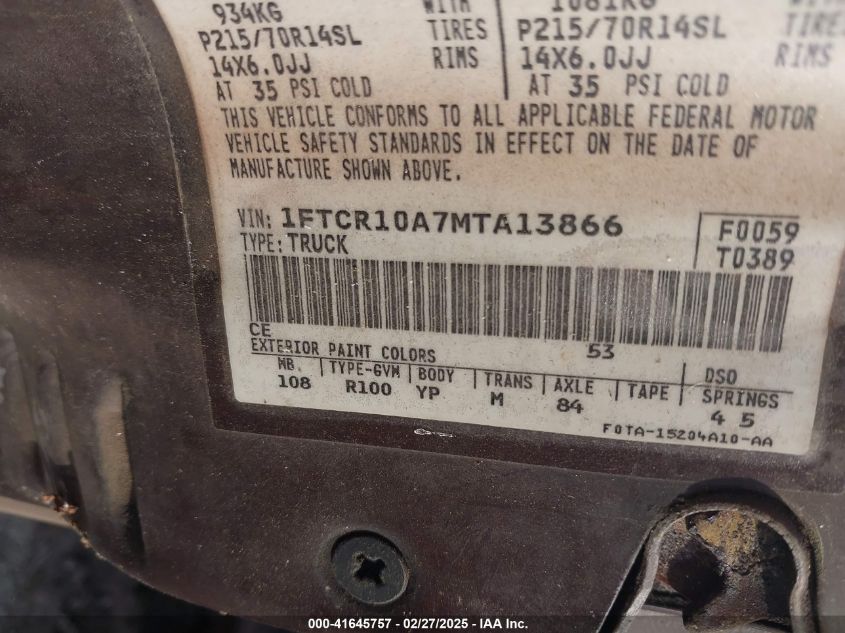 934KG WITH 1081KG
P215/70R14SL TIRES P215/70R14SL
14X6.0JJ RIMS 14X6.0JJ RIMS
AT 35 PSI COLD AT 35 PSI COLD
THIS VEHICLE CONFORMS TO ALL APPLICABLE FEDERAL MOTOR
VEHICLE SAFETY STANDARDS IN EFFECT ON THE DATE OF
MANUFACTURE SHOWN ABOVE.
VIN: 1FTCR10A7MTA13866 F0059
TYPE: TRUCK T0389
CE 53
EXTERIOR PAINT COLORS DSO
MB. TYPE-GVM BODY TRANS AXLE TAPE SPRINGS
108 R100 YP M 84 4 5
F0TA-15204A10-AA
000-41645757 - 02/27/2025 - IAA Inc.